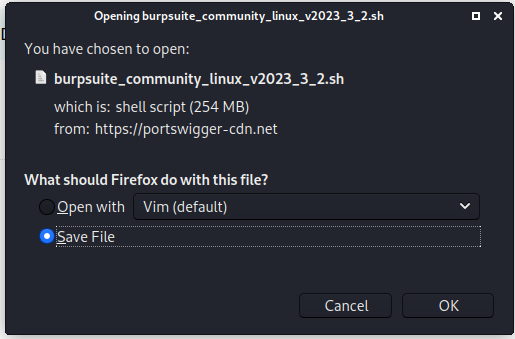 Opening burpsuite_community_linux_v2023_3_2.sh
You have chosen to open:
burpsuite_community_linux_v2023_3_2.sh
which is: shell script (254 MB)
from: https://portswigger-cdn.net
What should Firefox do with this file?
Open with Vim (default)
Save File
Cancel OK